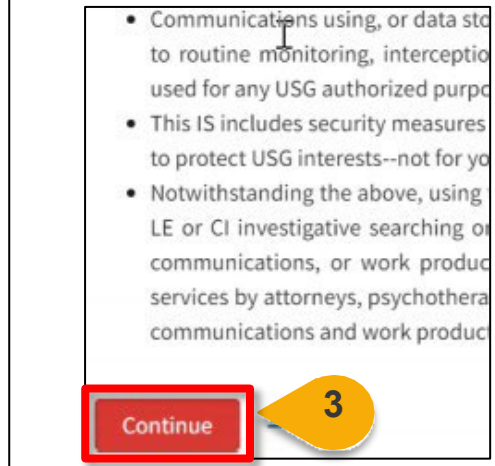 • Communications using, or data sto
to routine monitoring, interceptio
used for any USG authorized purpo
• This IS includes security measures
to protect USG interests--not for yo
• Notwithstanding the above, using
LE or CI investigative searching or
communications, or work produc
services by attorneys, psychothera
communications and work product
Continue
3